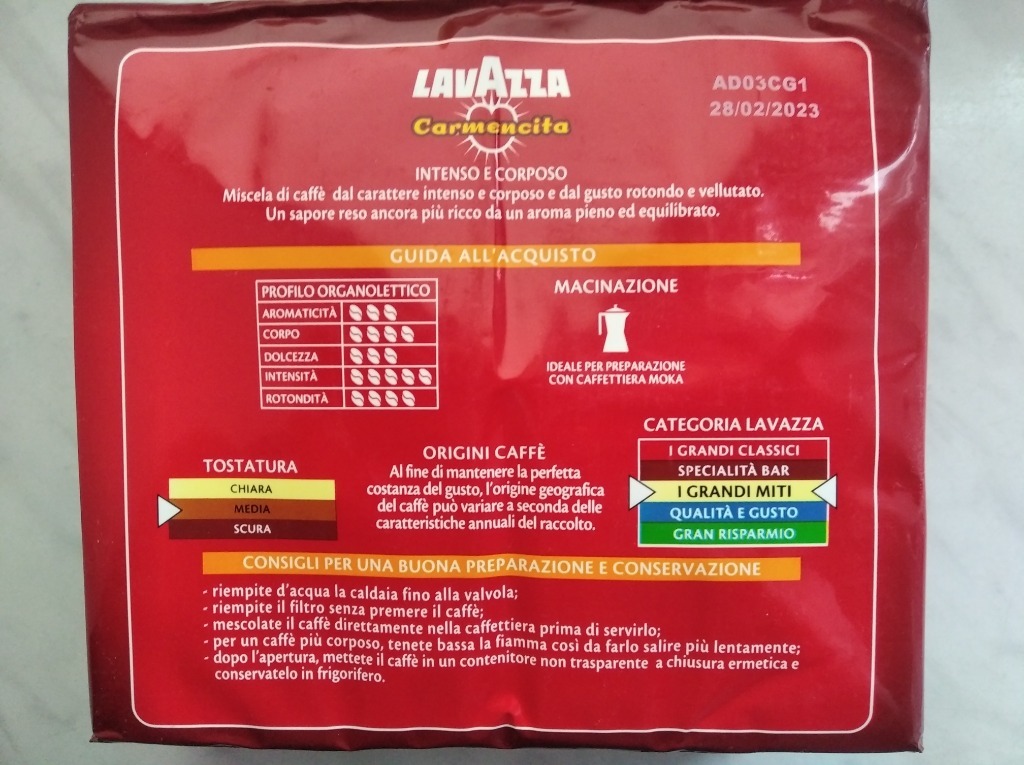 LAVAZZA
Carmencita
AD03CG1
28/02/2023
INTENSO E CORPOSO
Miscela di caffè dal carattere intenso e corposo e dal gusto rotondo e vellutato.
Un sapore reso ancora più ricco da un aroma pieno ed equilibrato.
GUIDA ALL'ACQUISTO
PROFILO ORGANOLETTICO
AROMATICITÀ
CORPO
DOLCEZZA
INTENSITÀ
ROTONDITÀ
MACINAZIONE
IDEALE PER PREPARAZIONE
CON CAFFETTIERA MOKA
TOSTATURA
CHIARA
MEDIA
SCURA
ORIGINI CAFFÈ
Al fine di mantenere la perfetta
costanza del gusto, l'origine geografica
del caffè può variare a seconda delle
caratteristiche annuali del raccolto.
CATEGORIA LAVAZZA
I GRANDI CLASSICI
SPECIALITÀ BAR
I GRANDI MITI
QUALITÀ E GUSTO
GRAN RISPARMIO
CONSIGLI PER UNA BUONA PREPARAZIONE E CONSERVAZIONE
- riempite d'acqua la caldaia fino alla valvola;
- riempite il filtro senza premere il caffè;
- mescolate il caffè direttamente nella caffettiera prima di servirlo;
- per un caffè più corposo, tenete bassa la fiamma così da farlo salire più lentamente;
- dopo l'apertura, mettete il caffè in un contenitore non trasparente a chiusura ermetica e
conservatelo in frigorifero.